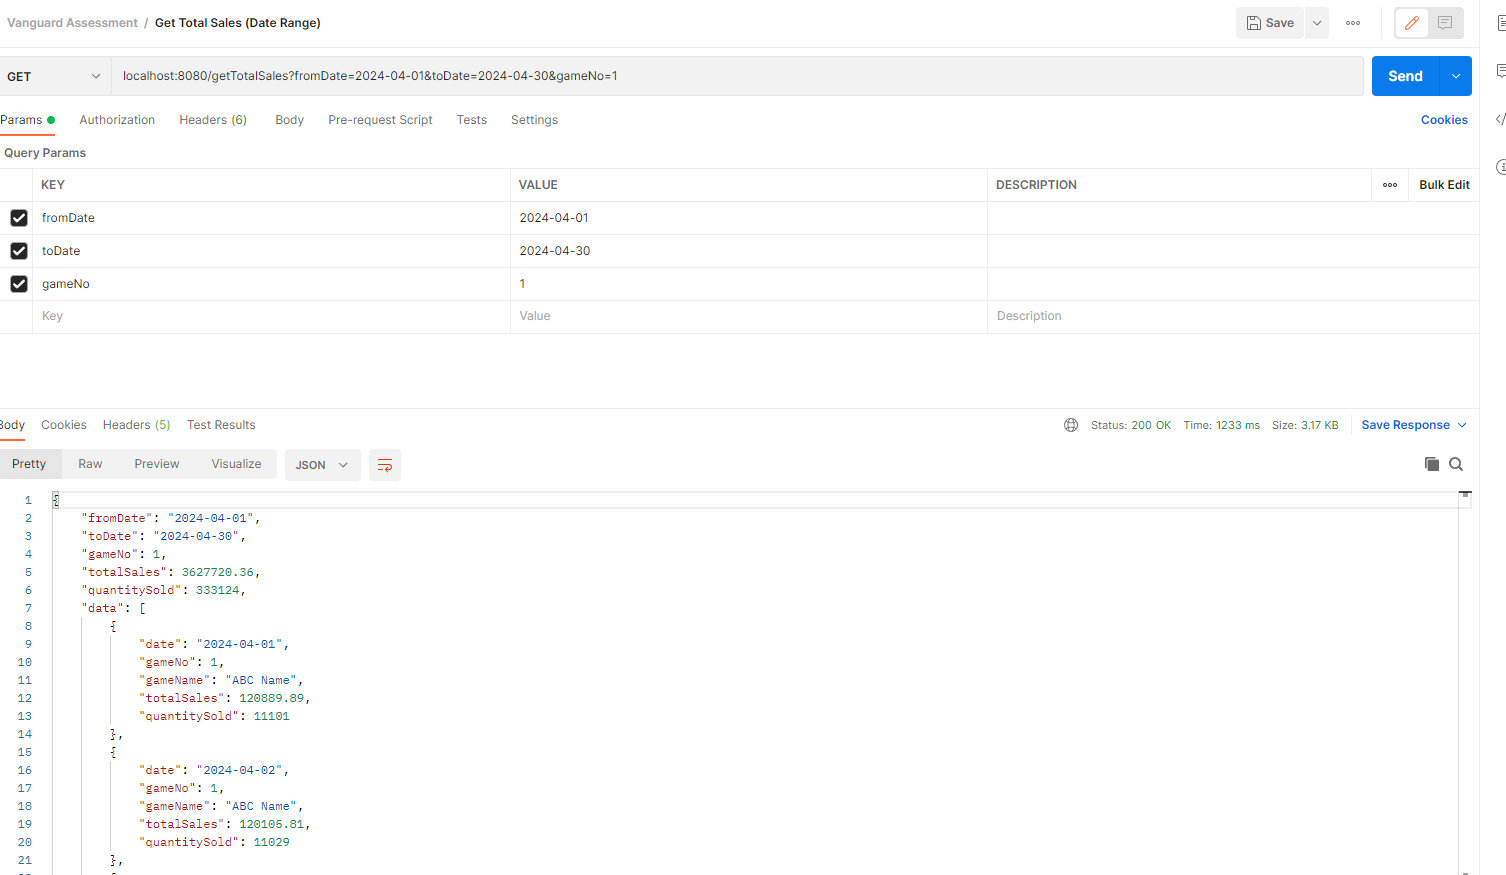 Vanguard Assessment / Get Total Sales (Date Range)
Save
GET
localhost:8080/getTotalSales?fromDate=2024-04-01&toDate=2024-04-30&gameNo=1
Send
Params Authorization Headers (6) Body Pre-request Script Tests Settings Cookies
Query Params
KEY VALUE DESCRIPTION Bulk Edit
fromDate 2024-04-01
toDate 2024-04-30
gameNo 1
Key Value Description
Body Cookies Headers (5) Test Results Status: 200 OK Time: 1233 ms Size: 3.17 KB Save Response
Pretty Raw Preview Visualize JSON
1 {
2 "fromDate": "2024-04-01",
3 "toDate": "2024-04-30",
4 "gameNo": 1,
5 "totalSales": 3627720.36,
6 "quantitySold": 333124,
7 "data": [
8 {
9 "date": "2024-04-01",
10 "gameNo": 1,
11 "gameName": "ABC Name",
12 "totalSales": 120889.89,
13 "quantitySold": 11101
14 },
15 {
16 "date": "2024-04-02",
17 "gameNo": 1,
18 "gameName": "ABC Name",
19 "totalSales": 120105.81,
20 "quantitySold": 11029
21 },